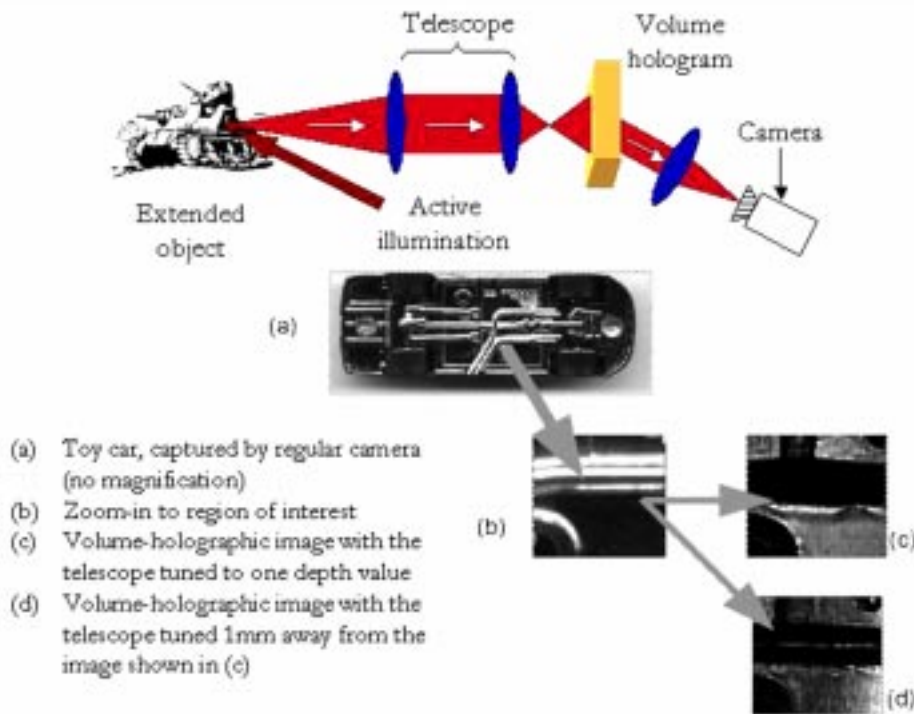 Telescope
Volume
hologram
Camera
Extended
object
Active
illumination
(a)
(a) Toy car, captured by regular camera
(no magnification)
(b) Zoom-in to region of interest
(c) Volume-holographic image with the
telescope tuned to one depth value
(d) Volume-holographic image with the
telescope tuned 1mm away from the
image shown in (c)
(b)
(c)
(d)